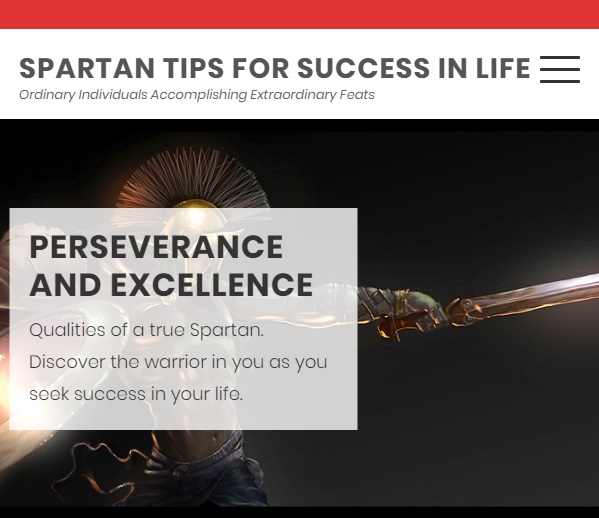 SPARTAN TIPS FOR SUCCESS IN LIFE
Ordinary Individuals Accomplishing Extraordinary Feats
PERSEVERANCE
AND EXCELLENCE
Qualities of a true Spartan.
Discover the warrior in you as you
seek success in your life.